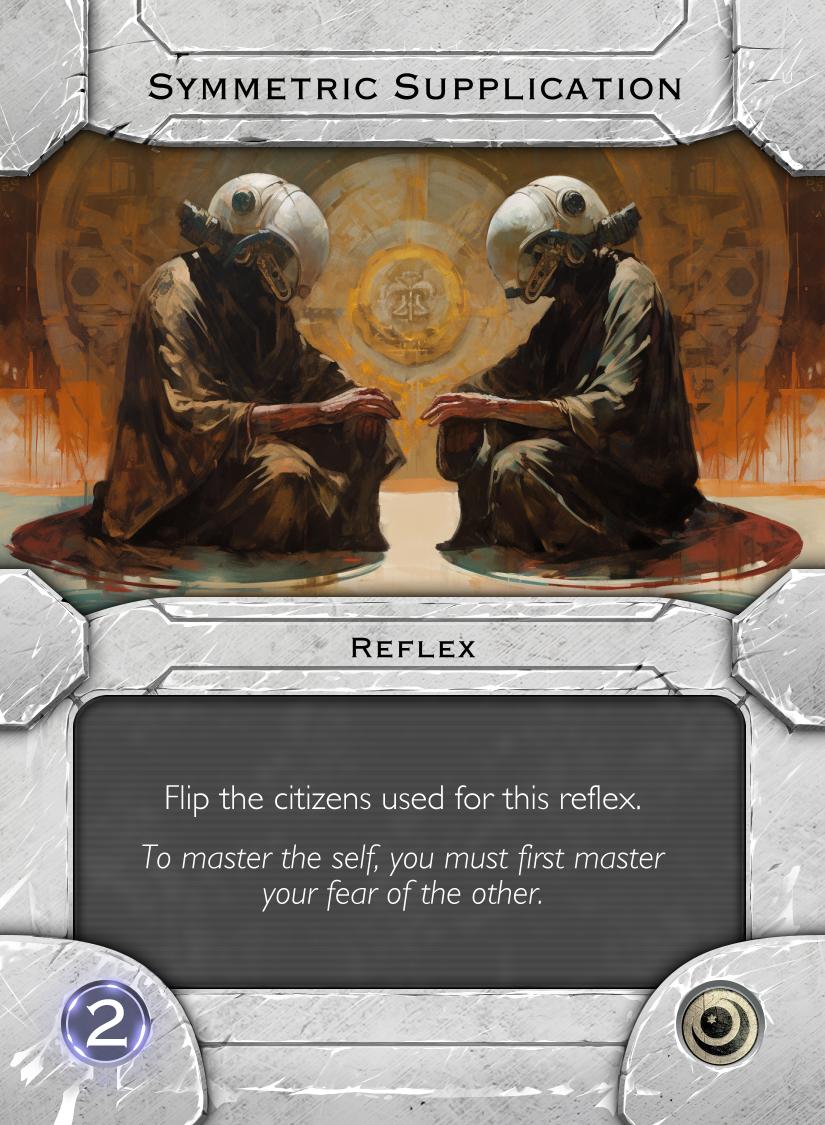 Symmetric Supplication
Reflex
Flip the citizens used for this reflex.
To master the self, you must first master
your fear of the other.
2